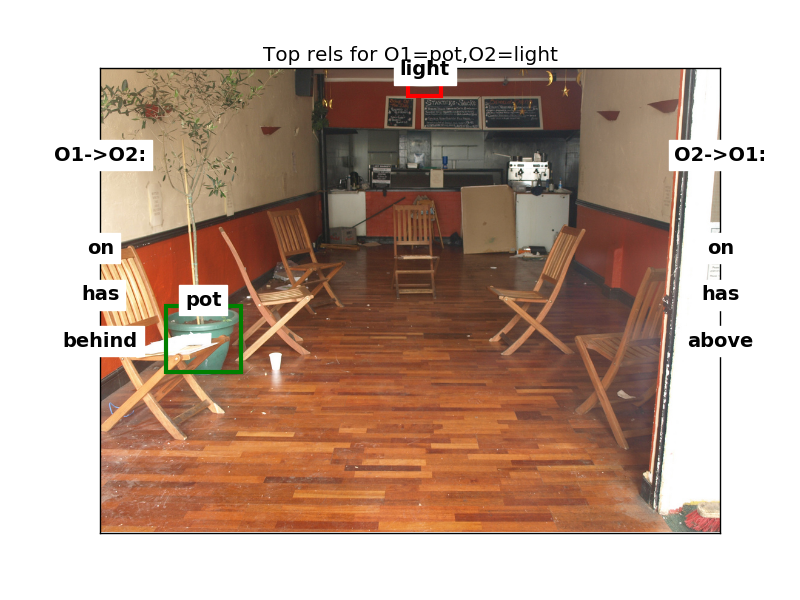 Top rels for O1=pot,O2=light
light
O1->O2:
O2->O1:
on
on
has
has
pot
behind
above